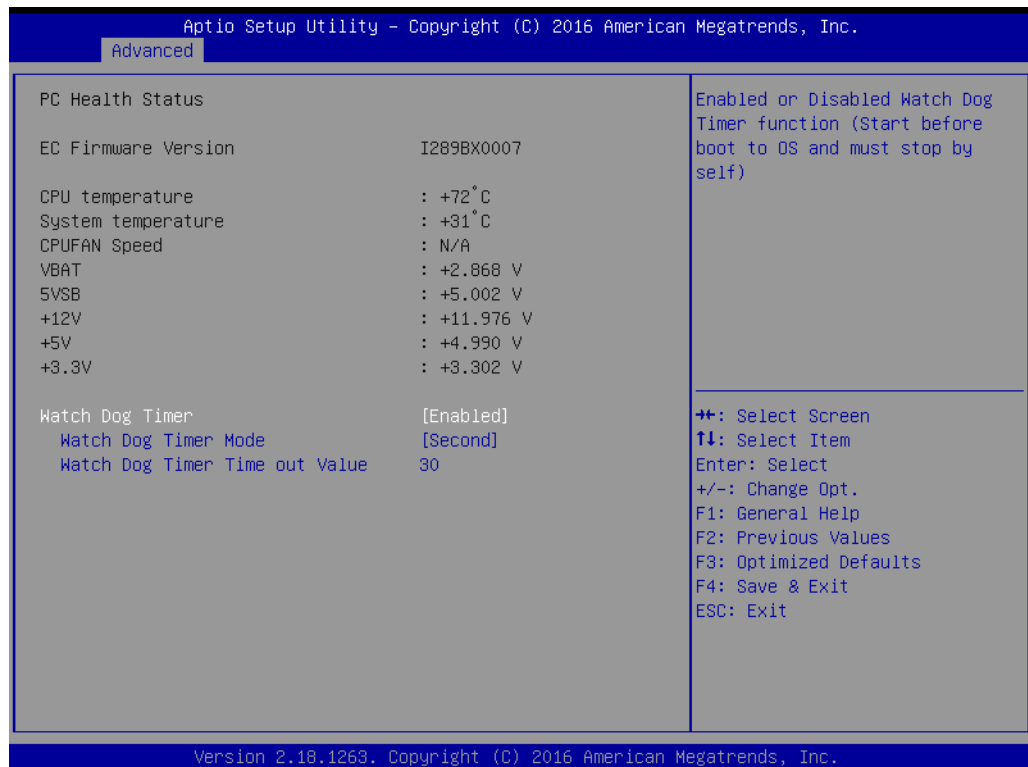 Aptio Setup Utility – Copyright (C) 2016 American Megatrends, Inc.
Advanced
PC Health Status
EC Firmware Version I289BX0007
CPU temperature : +72°C
System temperature : +31°C
CPUFAN Speed : N/A
VBAT : +2.868 V
5VSB : +5.002 V
+12V : +11.976 V
+5V : +4.990 V
+3.3V : +3.302 V
Watch Dog Timer [Enabled]
Watch Dog Timer Mode [Second]
Watch Dog Timer Time out Value 30
Enabled or Disabled Watch Dog
Timer function (Start before
boot to OS and must stop by
self)
→←: Select Screen
↑↓: Select Item
Enter: Select
+/-: Change Opt.
F1: General Help
F2: Previous Values
F3: Optimized Defaults
F4: Save & Exit
ESC: Exit
Version 2.18.1263. Copyright (C) 2016 American Megatrends, Inc.